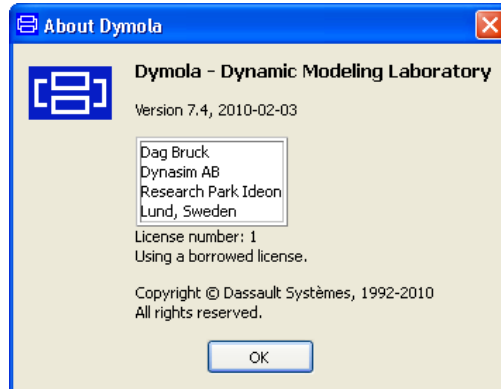 About Dymola
Dymola - Dynamic Modeling Laboratory
Version 7.4, 2010-02-03
Dag Bruck
Dynasim AB
Research Park Ideon
Lund, Sweden
License number: 1
Using a borrowed license.
Copyright © Dassault Systèmes, 1992-2010
All rights reserved.
OK